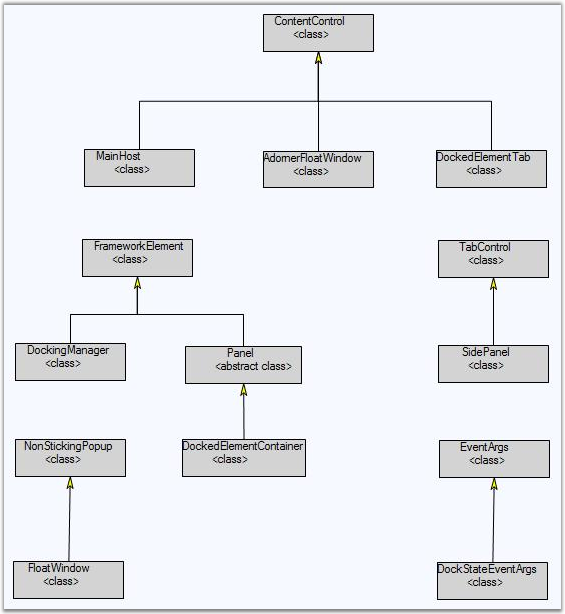 ContentControl
<class>
MainHost
<class>
AdornerFloatWindow
<class>
DockedElementTab
<class>
FrameworkElement
<class>
TabControl
<class>
DockingManager
<class>
Panel
<abstract class>
SidePanel
<class>
NonStickingPopup
<class>
DockedElementContainer
<class>
EventArgs
<class>
FloatWindow
<class>
DockStateEventArgs
<class>